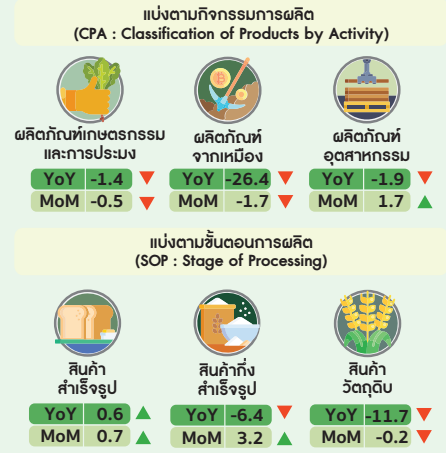 แบ่งตามกิจกรรมการผลิต
(CPA : Classification of Products by Activity)
ผลิตภัณฑ์เกษตรกรรม
และการประมง
YoY -1.4 ▼
MoM -0.5 ▼
ผลิตภัณฑ์
จากเหมือง
YoY -26.4 ▼
MoM -1.7 ▼
ผลิตภัณฑ์
อุตสาหกรรม
YoY -1.9 ▼
MoM 1.7 ▲
แบ่งตามขั้นตอนการผลิต
(SOP : Stage of Processing)
สินค้า
สำเร็จรูป
YoY 0.6 ▲
MoM 0.7 ▲
สินค้ากึ่ง
สำเร็จรูป
YoY -6.4 ▼
MoM 3.2 ▲
สินค้า
วัตถุดิบ
YoY -11.7 ▼
MoM -0.2 ▼